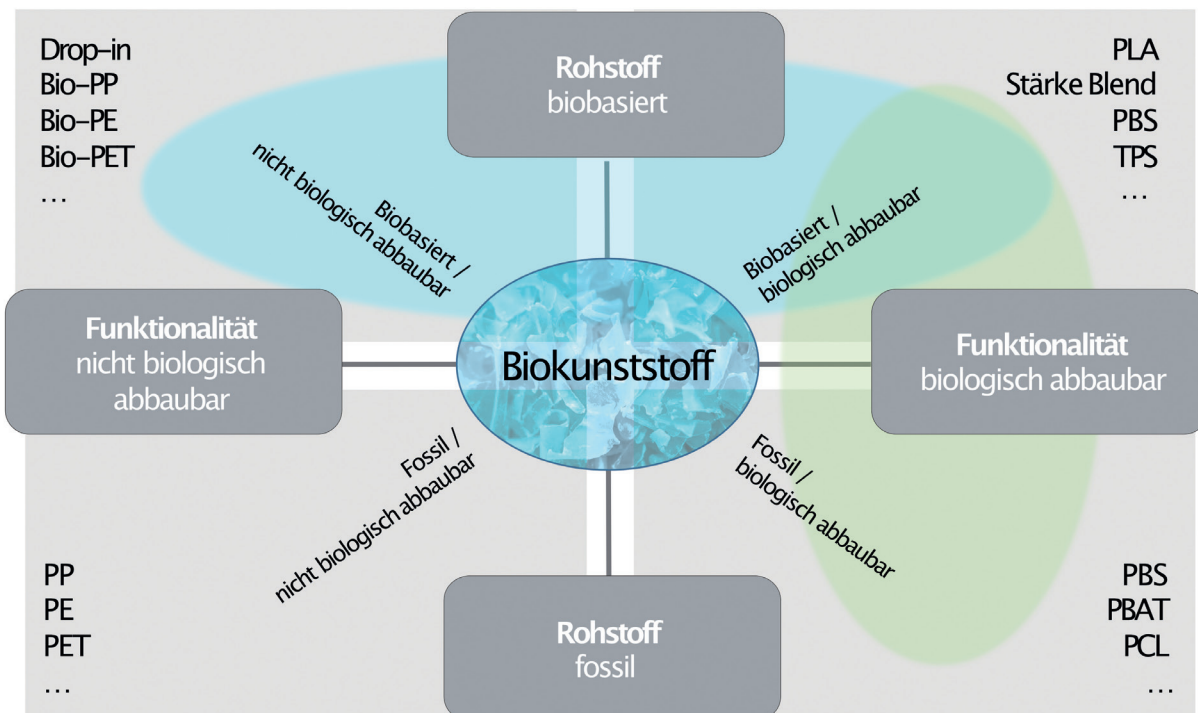 Drop-in
Bio-PP
Bio-PE
Bio-PET
...
Rohstoff
biobasiert
PLA
Stärke Blend
PBS
TPS
...
Biobasiert /
nicht biologisch abbaubar
Biobasiert /
biologisch abbaubar
Funktionalität
nicht biologisch
abbaubar
Biokunststoff
Funktionalität
biologisch abbaubar
Fossil /
nicht biologisch abbaubar
Fossil /
biologisch abbaubar
PP
PE
PET
...
Rohstoff
fossil
PBS
PBAT
PCL
...